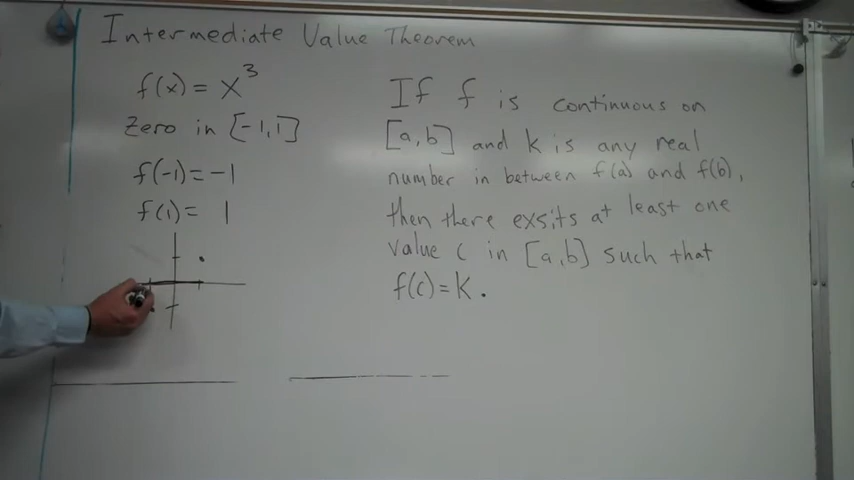 Intermediate Value Theorem
f(x) = x³
Zero in [-1,1]
f(-1) = -1
f(1) = 1
If f is continuous on
[a,b] and k is any real
number in between f(a) and f(b),
then there exsits at least one
value c in [a,b] such that
f(c) = k.